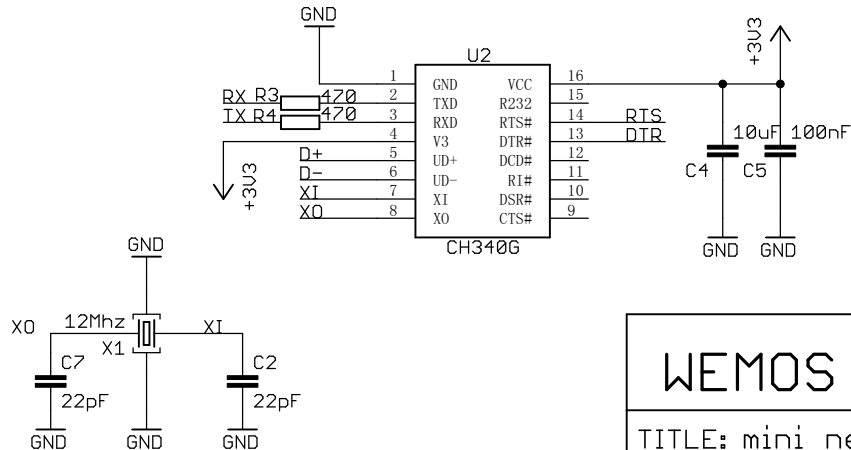 GND
U2
+3V3
1 GND VCC 16
RX R3 470 2 TXD R232 15
TX R4 470 3 RXD RTS# 14 RTS
4 V3 DTR# 13 DTR
D+ 5 UD+ DCD# 12
D- 6 UD- RI# 11
XI 7 XI DSR# 10
XO 8 XO CTS# 9
+3V3
CH340G
10uF 100nF
C4 C5
GND GND
GND
XO 12Mhz XI
X1
C7 C2
22pF 22pF
GND GND GND
WEMOS
TITLE: mini ne